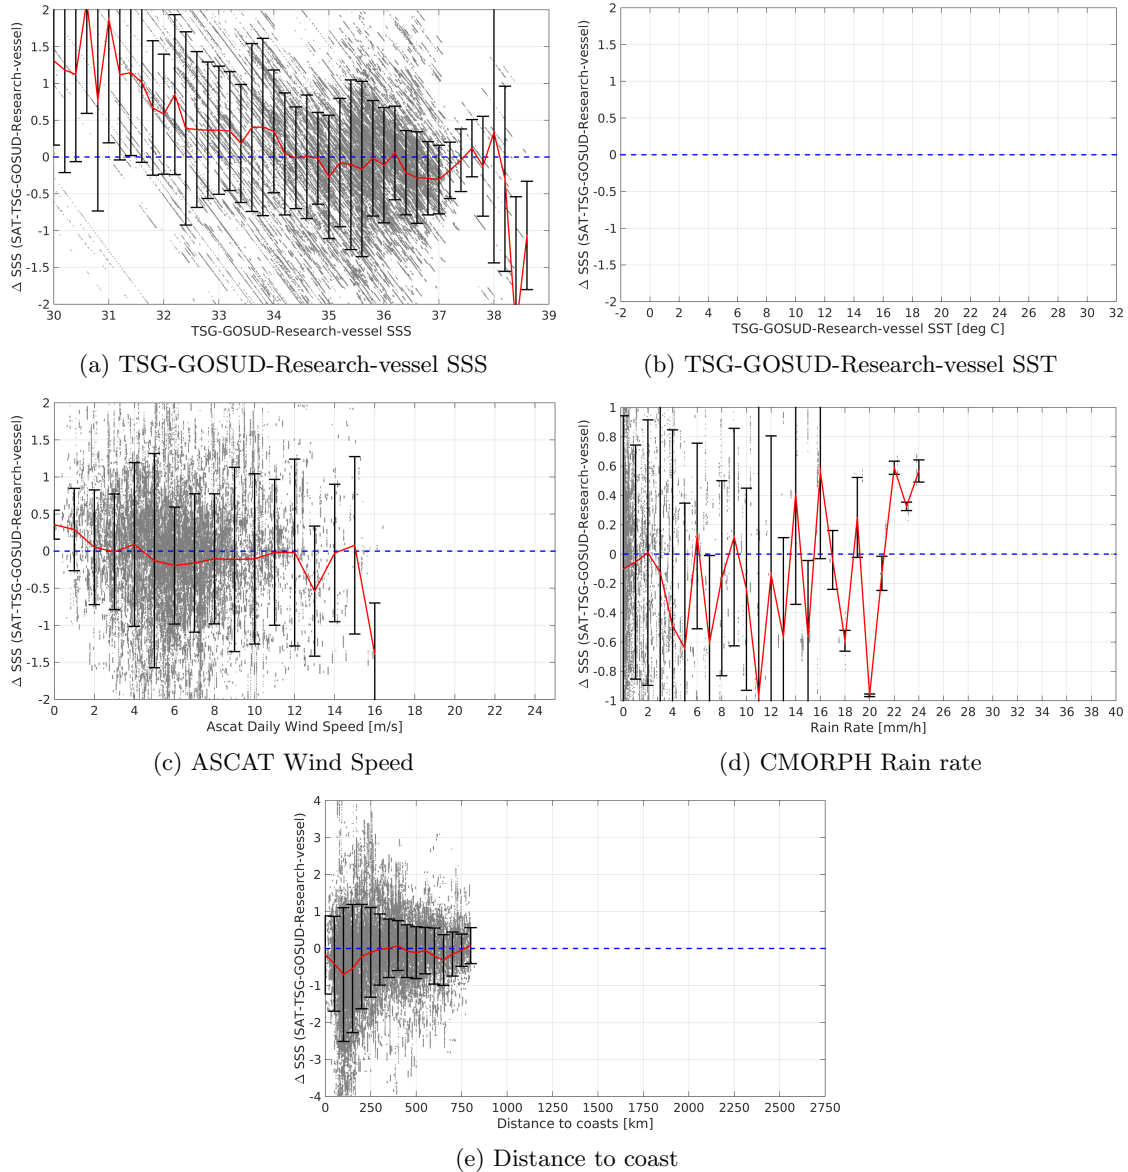 2
1.5
1
0.5
0
-0.5
-1
-1.5
-2
Δ SSS (SAT-TSG-GOSUD-Research-vessel)
30 31 32 33 34 35 36 37 38 39
TSG-GOSUD-Research-vessel SSS
(a) TSG-GOSUD-Research-vessel SSS
2
1.5
1
0.5
0
-0.5
-1
-1.5
-2
Δ SSS (SAT-TSG-GOSUD-Research-vessel)
-2 0 2 4 6 8 10 12 14 16 18 20 22 24 26 28 30 32
TSG-GOSUD-Research-vessel SST [deg C]
(b) TSG-GOSUD-Research-vessel SST
2
1.5
1
0.5
0
-0.5
-1
-1.5
-2
Δ SSS (SAT-TSG-GOSUD-Research-vessel)
0 2 4 6 8 10 12 14 16 18 20 22 24
Ascat Daily Wind Speed [m/s]
(c) ASCAT Wind Speed
1
0.8
0.6
0.4
0.2
0
-0.2
-0.4
-0.6
-0.8
-1
Δ SSS (SAT-TSG-GOSUD-Research-vessel)
0 2 4 6 8 10 12 14 16 18 20 22 24 26 28 30 32 34 36 38 40
Rain Rate [mm/h]
(d) CMORPH Rain rate
4
3
2
1
0
-1
-2
-3
-4
Δ SSS (SAT-TSG-GOSUD-Research-vessel)
0 250 500 750 1000 1250 1500 1750 2000 2250 2500 2750
Distance to coasts [km]
(e) Distance to coast